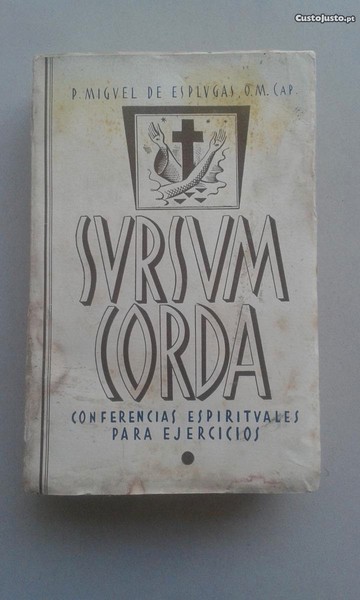 CustoJusto.pt
P. MIGVEL DE ESPLVGAS, O.M. CAP.
SVRSVM
CORDA
CONFERENCIAS ESPIRITVALES
PARA EJERCICIOS